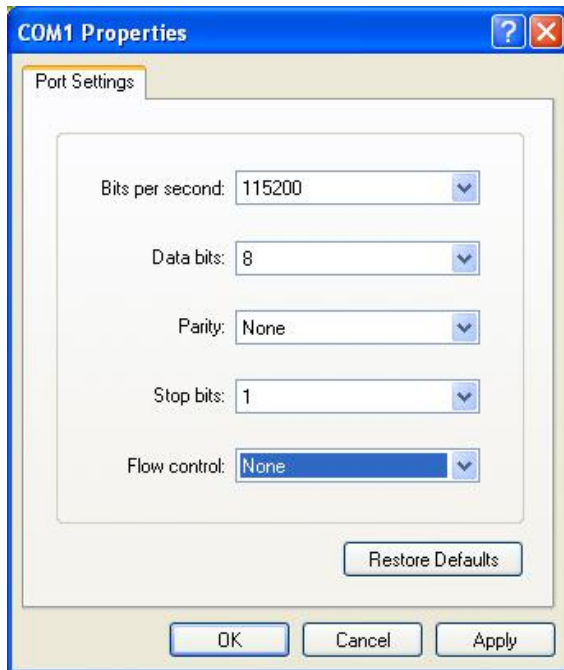 COM1 Properties
Port Settings
Bits per second: 115200
Data bits: 8
Parity: None
Stop bits: 1
Flow control: None
Restore Defaults
OK Cancel Apply